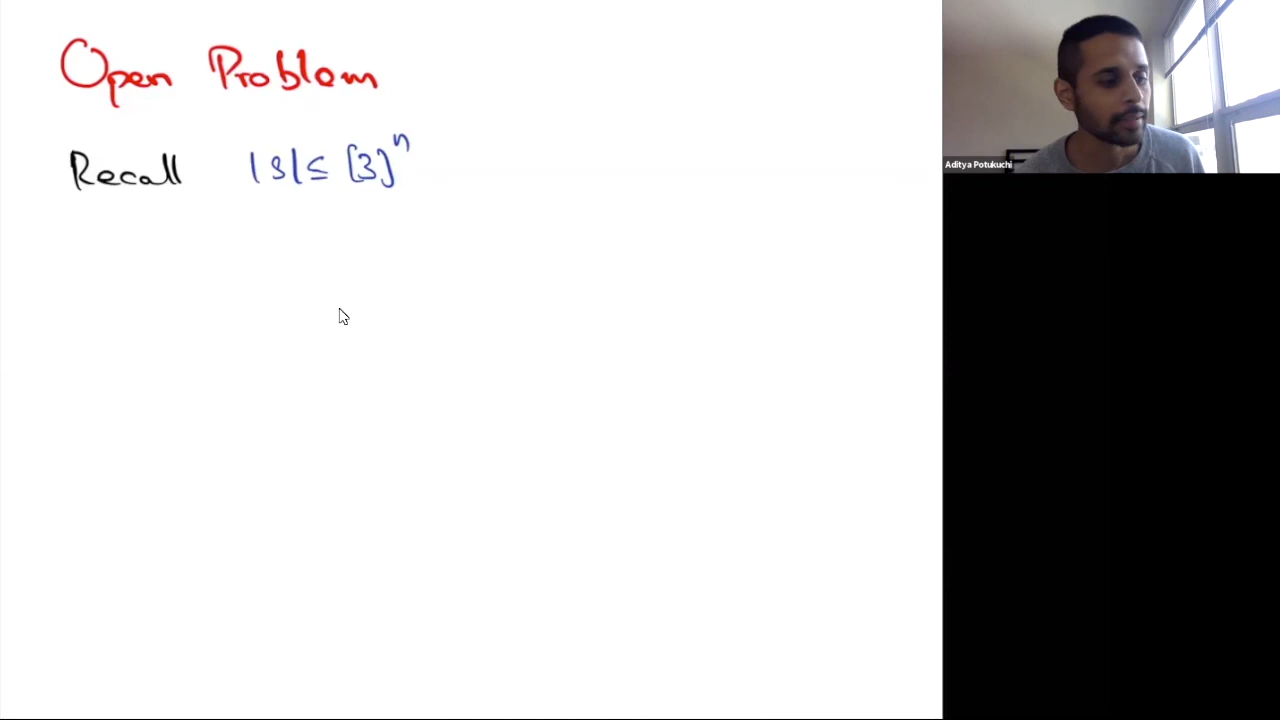 Open Problem
Recall |S| ≤ [3]^n
Aditya Potukuchi